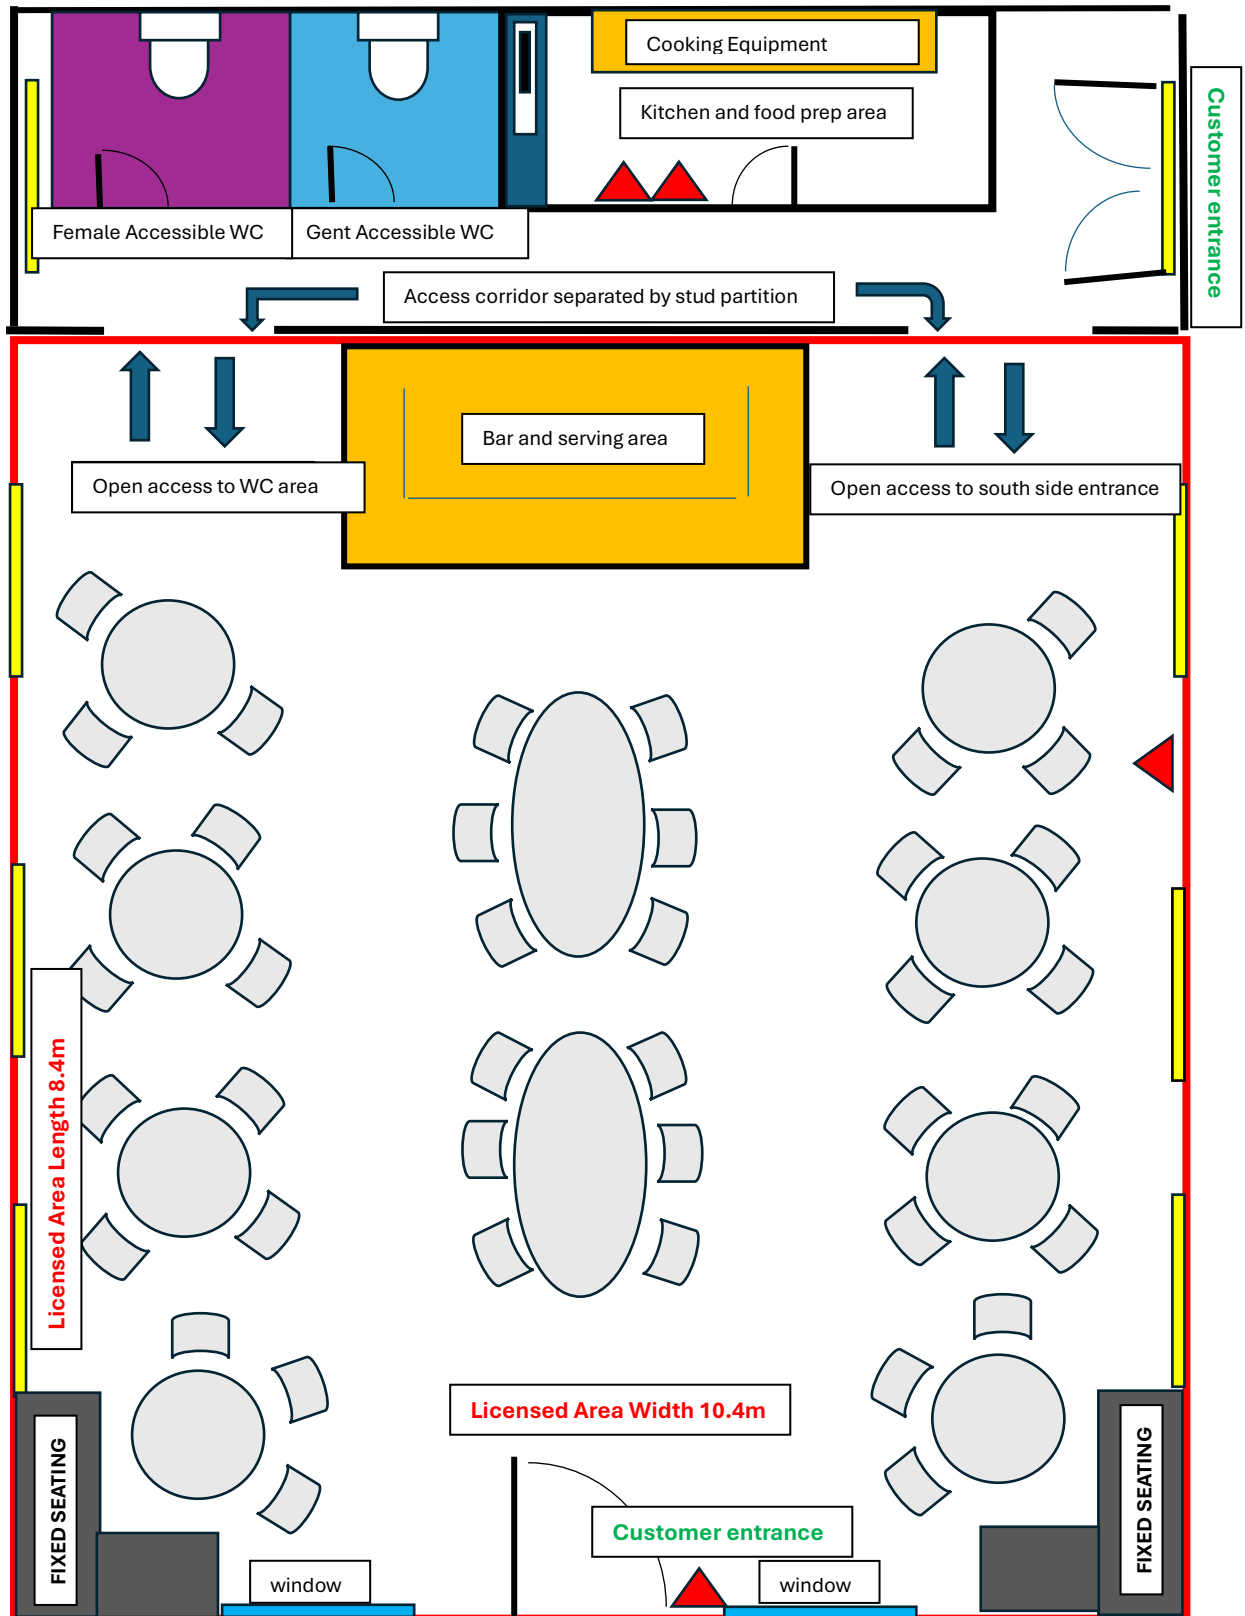 Cooking Equipment
Kitchen and food prep area
Customer entrance
Female Accessible WC
Gent Accessible WC
Access corridor separated by stud partition
Bar and serving area
Open access to WC area
Open access to south side entrance
Licensed Area Length 8.4m
Licensed Area Width 10.4m
FIXED SEATING
Customer entrance
FIXED SEATING
window
window